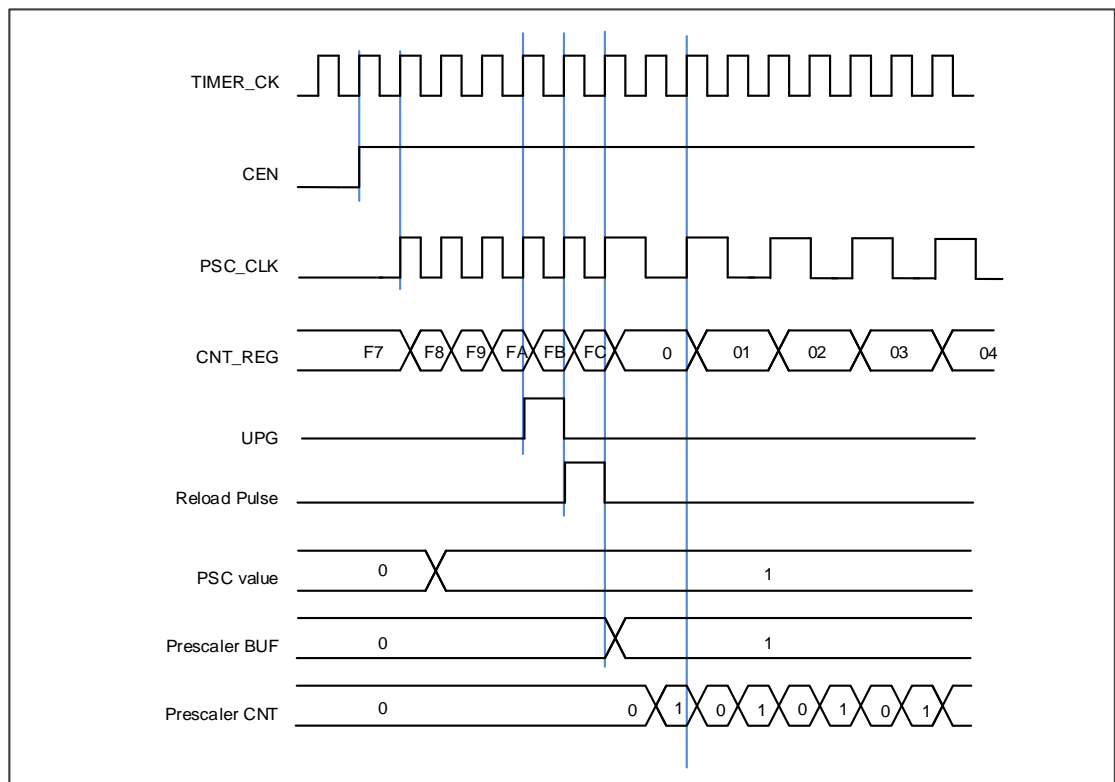 TIMER_CK
CEN
PSC_CLK
CNT_REG F7 F8 F9 FA FB FC 0 01 02 03 04
UPG
Reload Pulse
PSC value 0 1
Prescaler BUF 0 1
Prescaler CNT 0 0 1 0 1 0 1 0 1